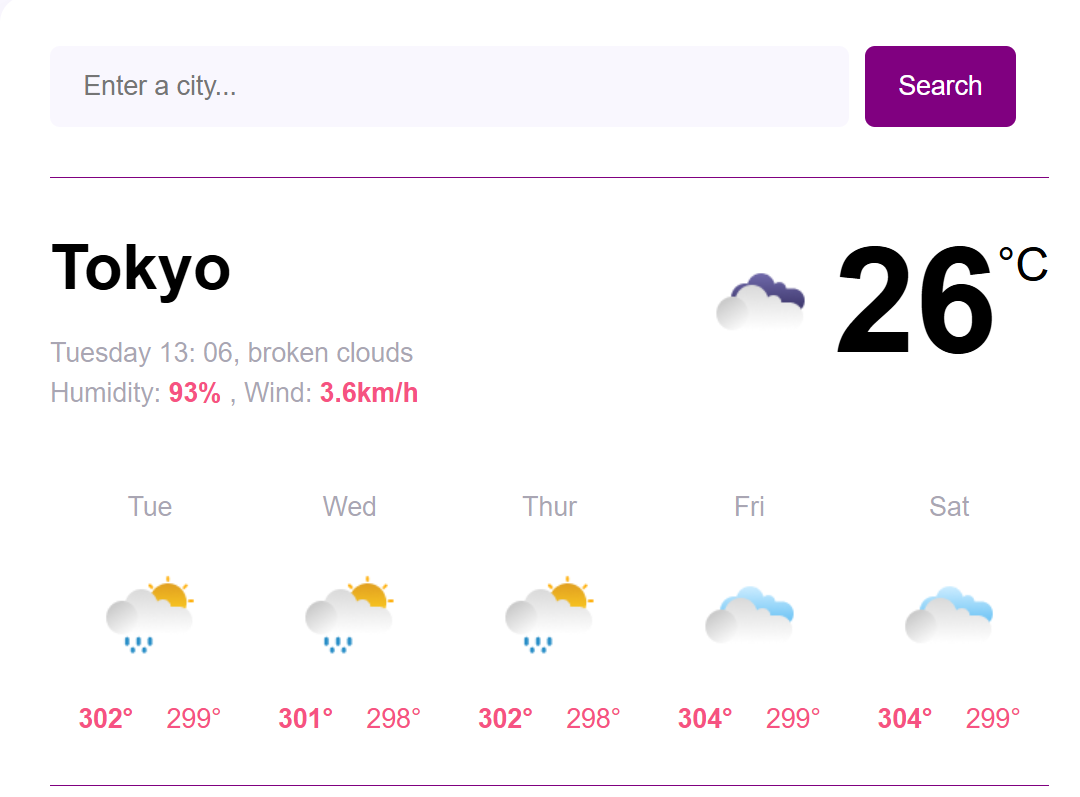 Enter a city...
Search
Tokyo
26 °C
Tuesday 13: 06, broken clouds
Humidity: 93% , Wind: 3.6km/h
Tue Wed Thur Fri Sat
302° 299° 301° 298° 302° 298° 304° 299° 304° 299°